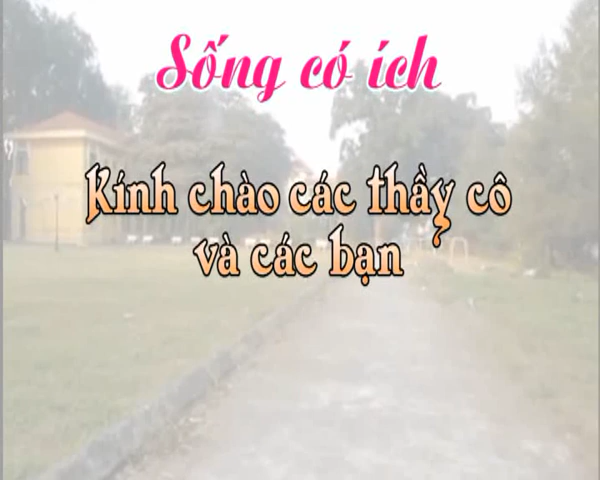 Sống có ích
Kính chào các thầy cô
và các bạn